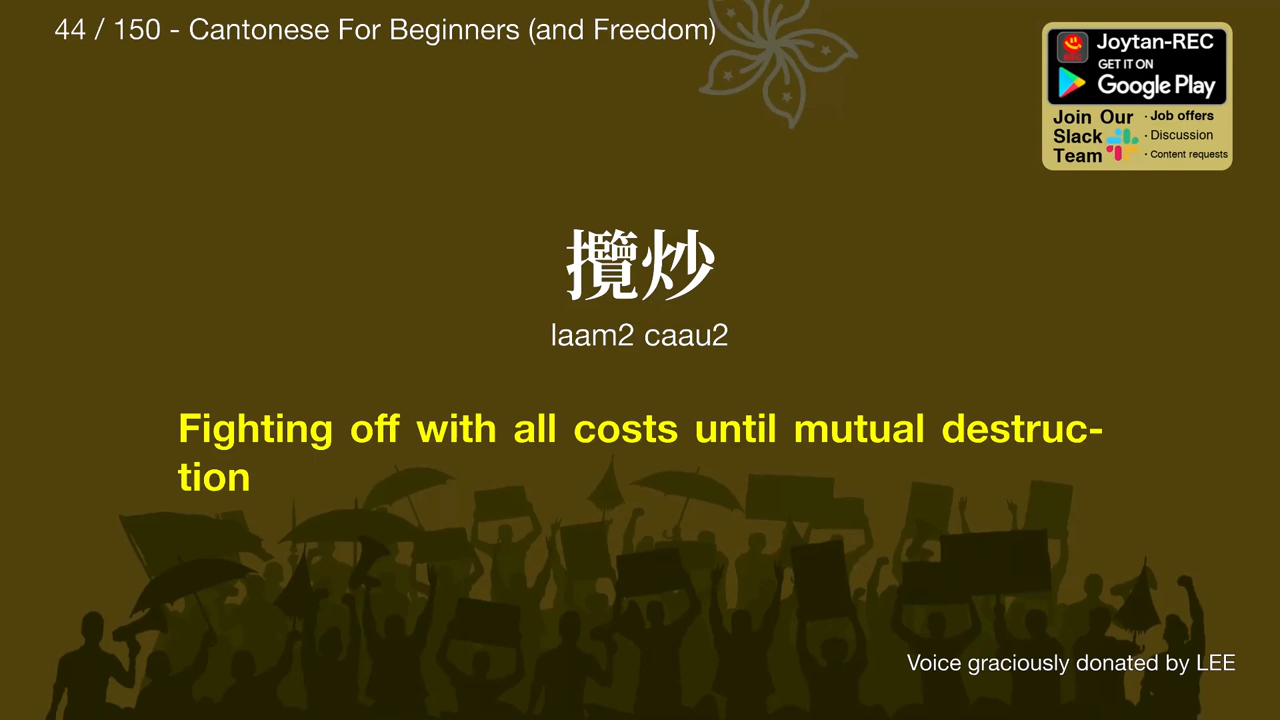 44 / 150 - Cantonese For Beginners (and Freedom)
Joytan-REC
GET IT ON
Google Play
Join Our
Slack
Team
· Job offers
· Discussion
· Content requests
攬炒
laam2 caau2
Fighting off with all costs until mutual destruc-
tion
Voice graciously donated by LEE